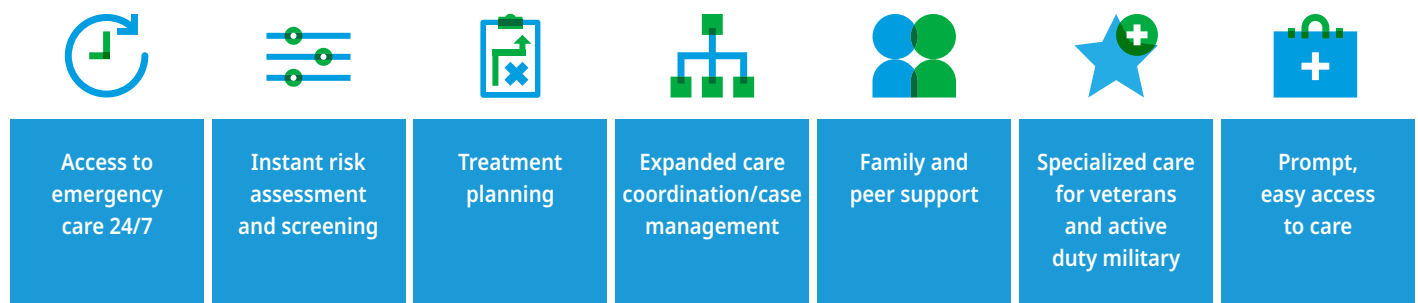 Access to
emergency
care 24/7
Instant risk
assessment
and screening
Treatment
planning
Expanded care
coordination/case
management
Family and
peer support
Specialized care
for veterans
and active
duty military
Prompt,
easy access
to care